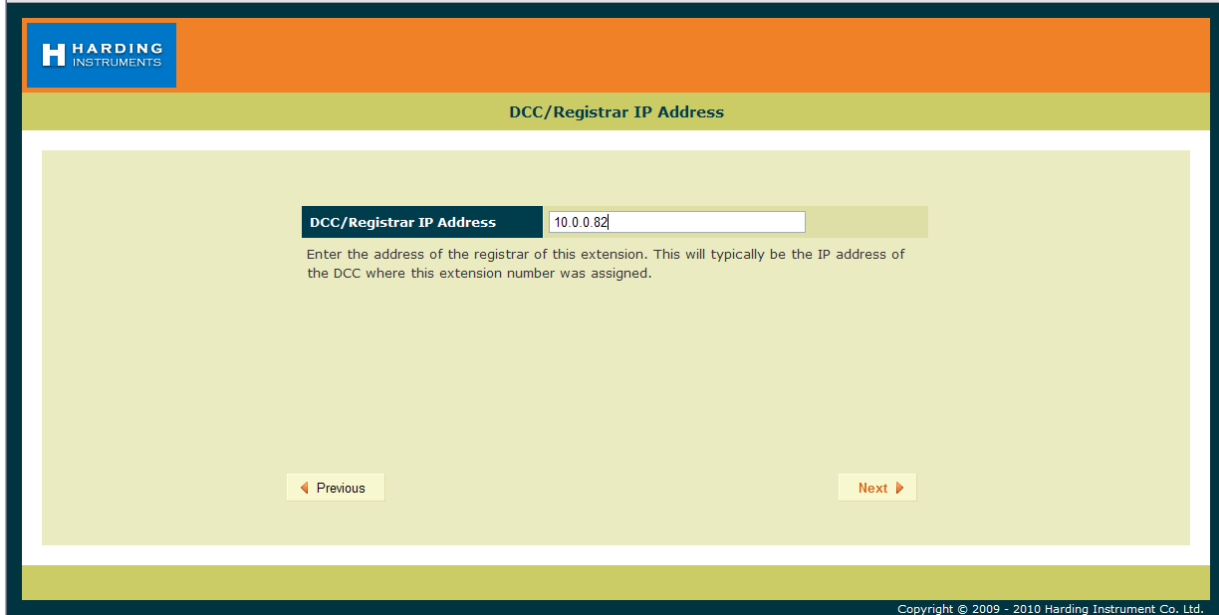 HARDING
INSTRUMENTS
DCC/Registrar IP Address
DCC/Registrar IP Address 10.0.0.82
Enter the address of the registrar of this extension. This will typically be the IP address of
the DCC where this extension number was assigned.
Previous Next
Copyright © 2009 - 2010 Harding Instrument Co. Ltd.